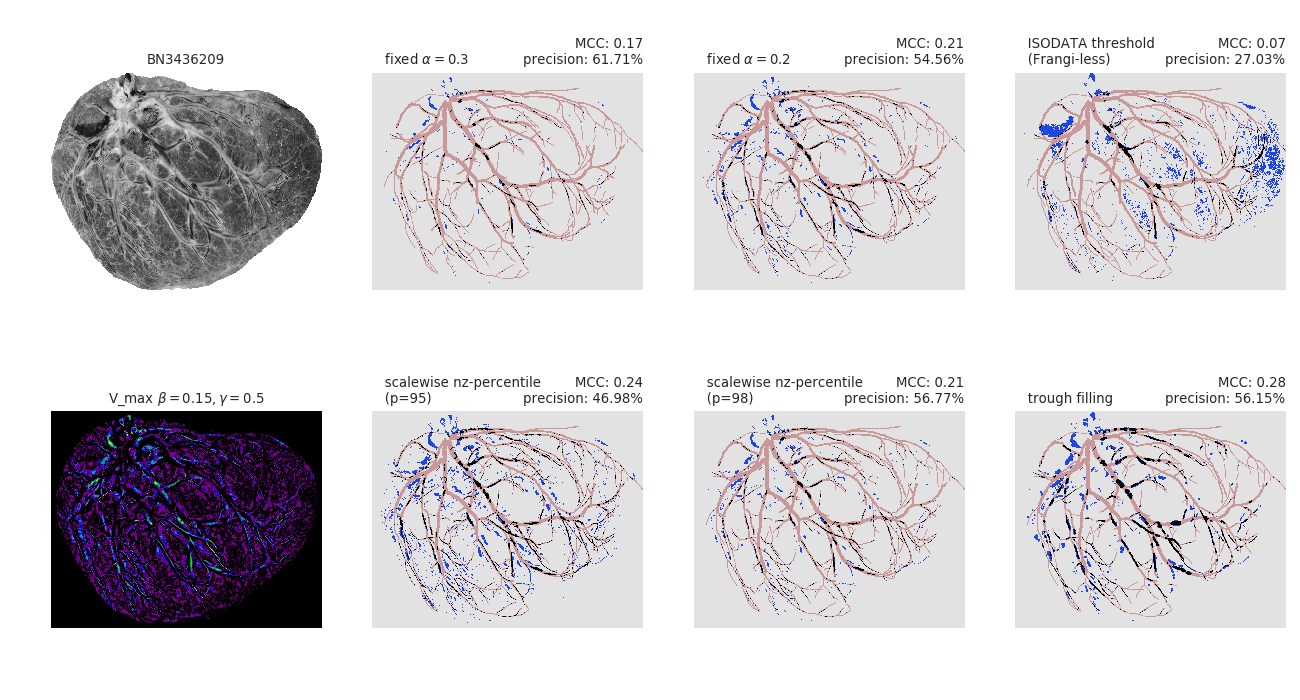 BN3436209
fixed α = 0.3
MCC: 0.17
precision: 61.71%
fixed α = 0.2
MCC: 0.21
precision: 54.56%
ISODATA threshold
(Frangi-less)
MCC: 0.07
precision: 27.03%
V_max β = 0.15, γ = 0.5
scalewise nz-percentile
(p=95)
MCC: 0.24
precision: 46.98%
scalewise nz-percentile
(p=98)
MCC: 0.21
precision: 56.77%
trough filling
MCC: 0.28
precision: 56.15%